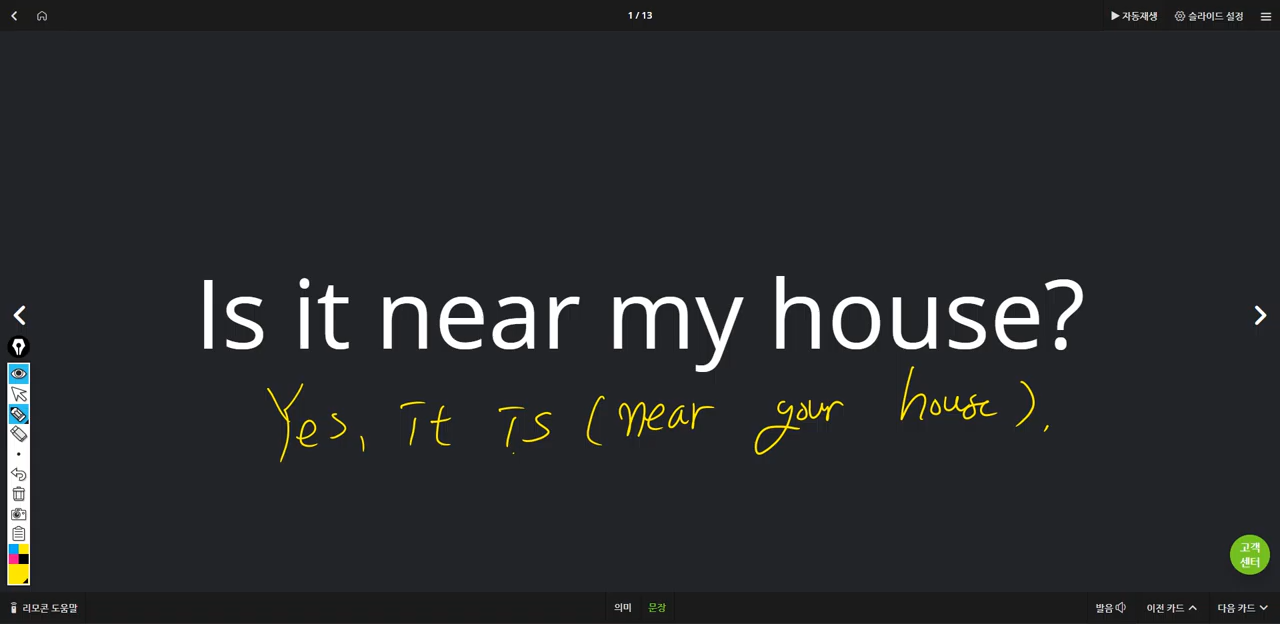 1 / 13
자동재생
슬라이드 설정
Is it near my house?
Yes, it is (near your house).
고객
센터
리모콘 도움말
의미 문장
발음 이전 카드 다음 카드